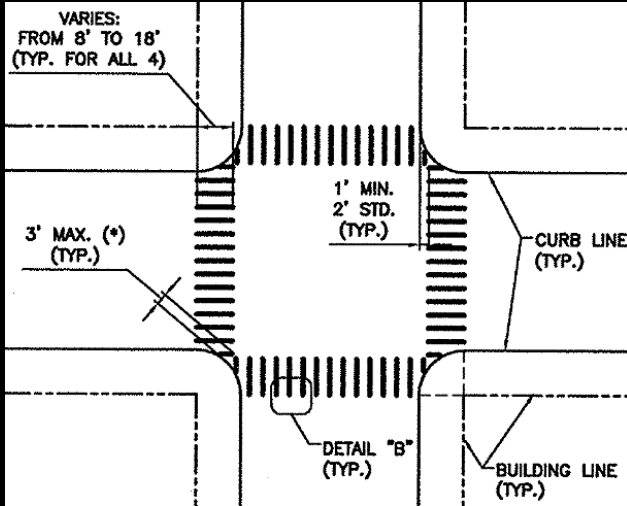 VARIES:
FROM 8' TO 18'
(TYP. FOR ALL 4)
1' MIN.
2' STD.
(TYP.)
3' MAX. (*)
(TYP.)
CURB LINE
(TYP.)
DETAIL "B"
(TYP.)
BUILDING LINE
(TYP.)